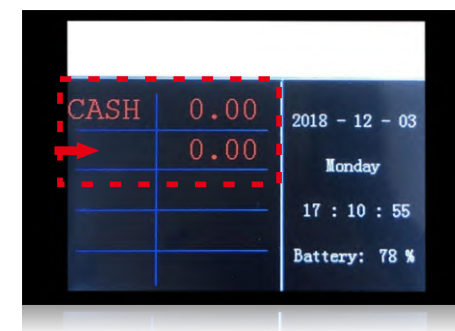 CASH 0.00
0.00
2018 - 12 - 03
Monday
17 : 10 : 55
Battery: 78 %